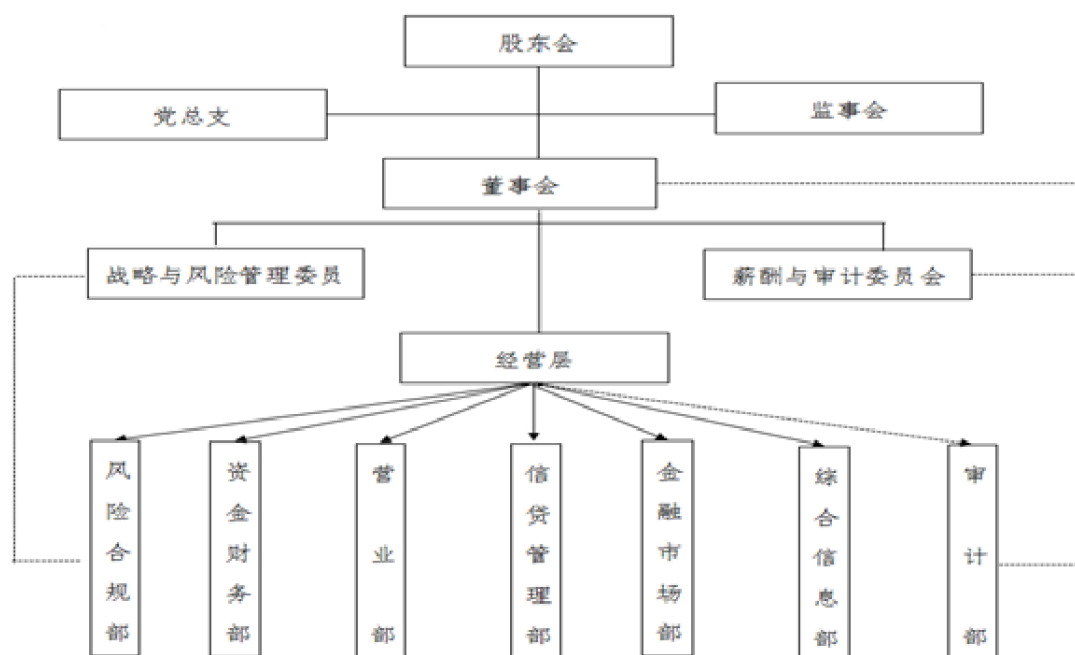 股东会
党总支
监事会
董事会
战略与风险管理委员
薪酬与审计委员会
经营层
风险合规部
资金财务部
营业部
信贷管理部
金融市场部
综合信息部
审计部